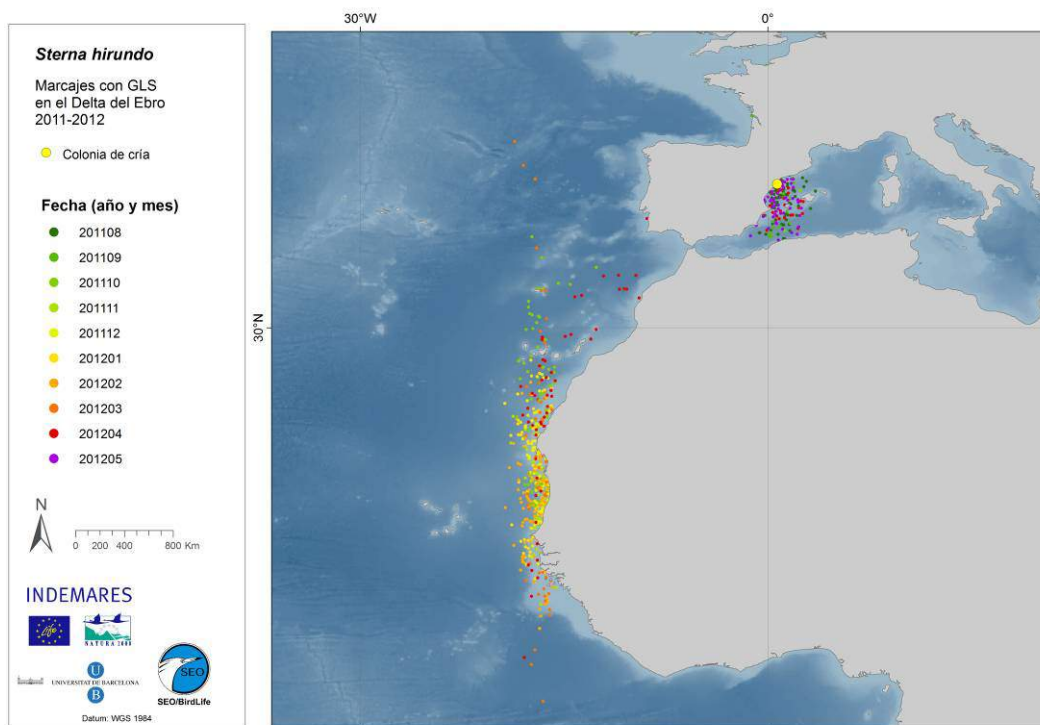 Sterna hirundo
Marcajes con GLS
en el Delta del Ebro
2011-2012
Colonia de cría
Fecha (año y mes)
201108
201109
201110
201111
201112
201201
201202
201203
201204
201205
N
0 200 400 800 Km
INDEMARES
Life
NATURA 2000
UNIVERSITAT DE BARCELONA
U
B
SEO
SEO/BirdLife
Datum: WGS 1984
30°W
0°
30°N